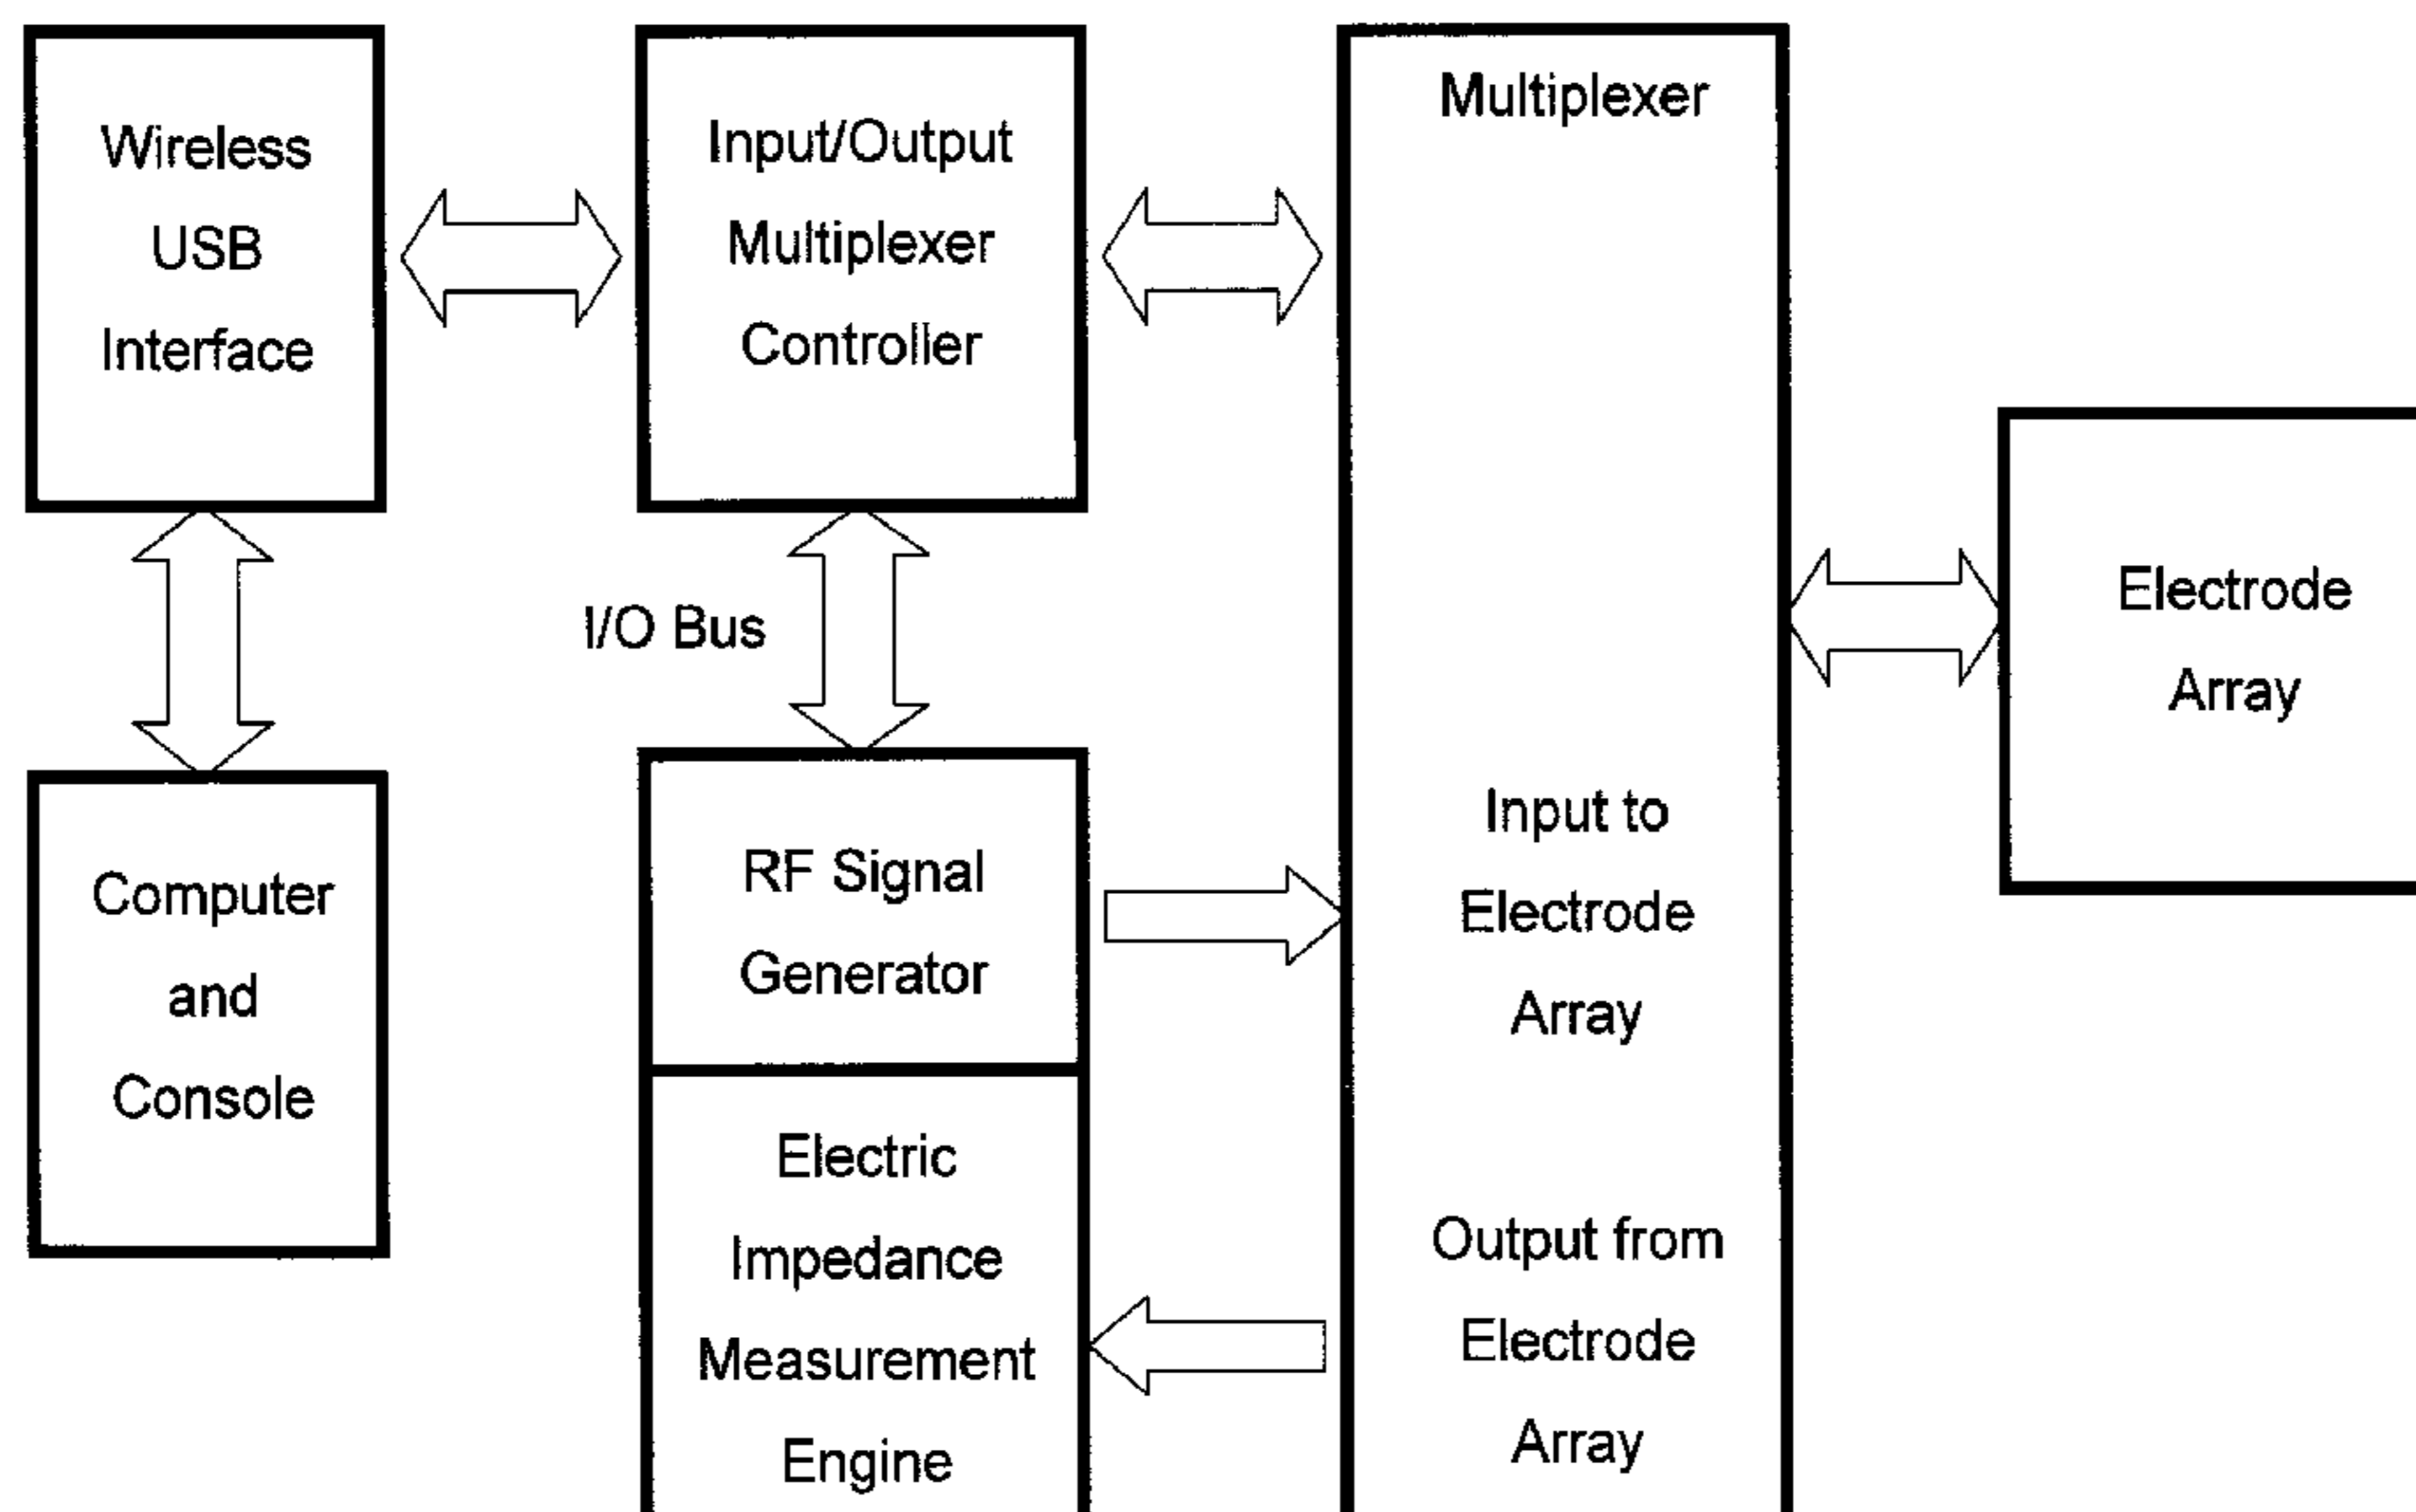 Wireless
USB
Interface
Input/Output
Multiplexer
Controller
Multiplexer
I/O Bus
Electrode
Array
Computer
and
Console
RF Signal
Generator
Input to
Electrode
Array
Electric
Impedance
Measurement
Engine
Output from
Electrode
Array